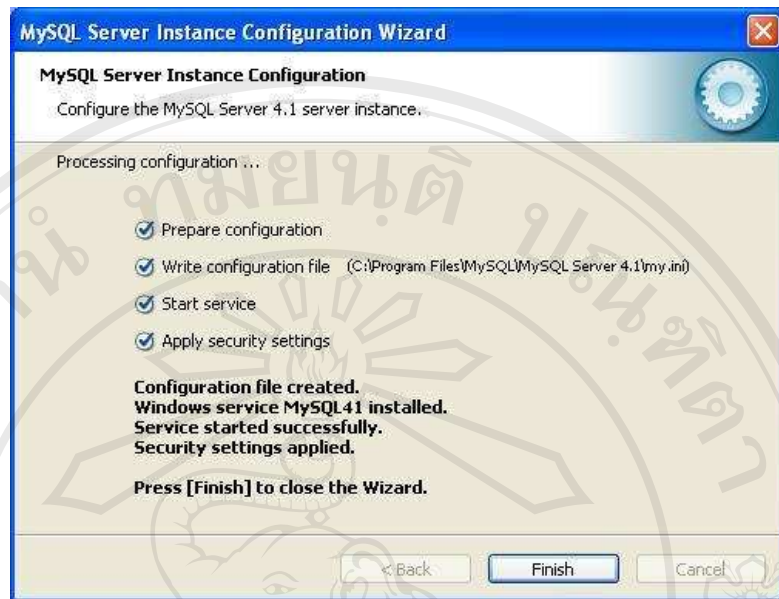 MySQL Server Instance Configuration Wizard
MySQL Server Instance Configuration
Configure the MySQL Server 4.1 server instance.
Processing configuration ...
Prepare configuration
Write configuration file (C:\Program Files\MySQL\MySQL Server 4.1\my.ini)
Start service
Apply security settings
Configuration file created.
Windows service MySQL41 installed.
Service started successfully.
Security settings applied.
Press [Finish] to close the Wizard.
< Back Finish Cancel